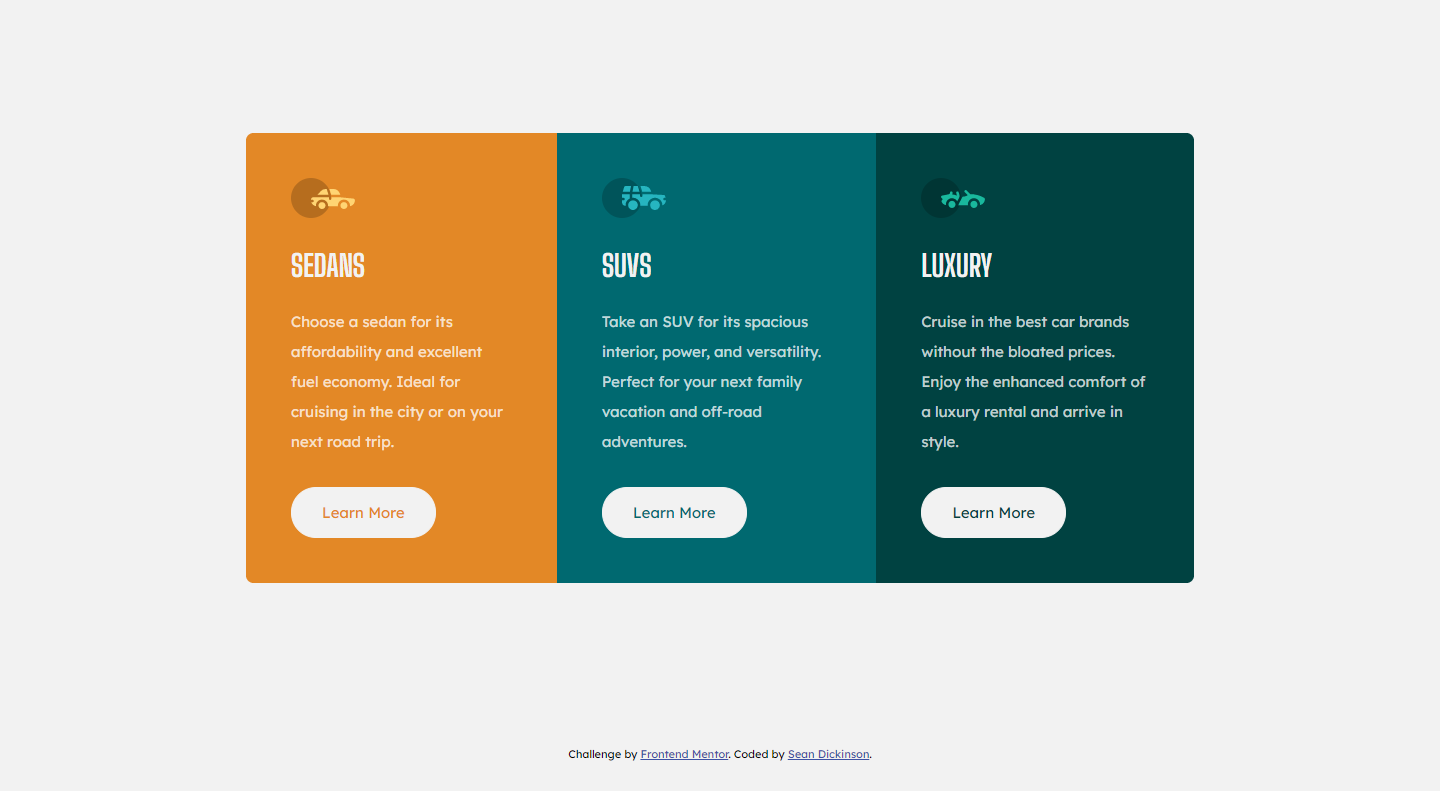 SEDANS
Choose a sedan for its
affordability and excellent
fuel economy. Ideal for
cruising in the city or on your
next road trip.
Learn More
SUVS
Take an SUV for its spacious
interior, power, and versatility.
Perfect for your next family
vacation and off-road
adventures.
Learn More
LUXURY
Cruise in the best car brands
without the bloated prices.
Enjoy the enhanced comfort of
a luxury rental and arrive in
style.
Learn More
Challenge by Frontend Mentor. Coded by Sean Dickinson.